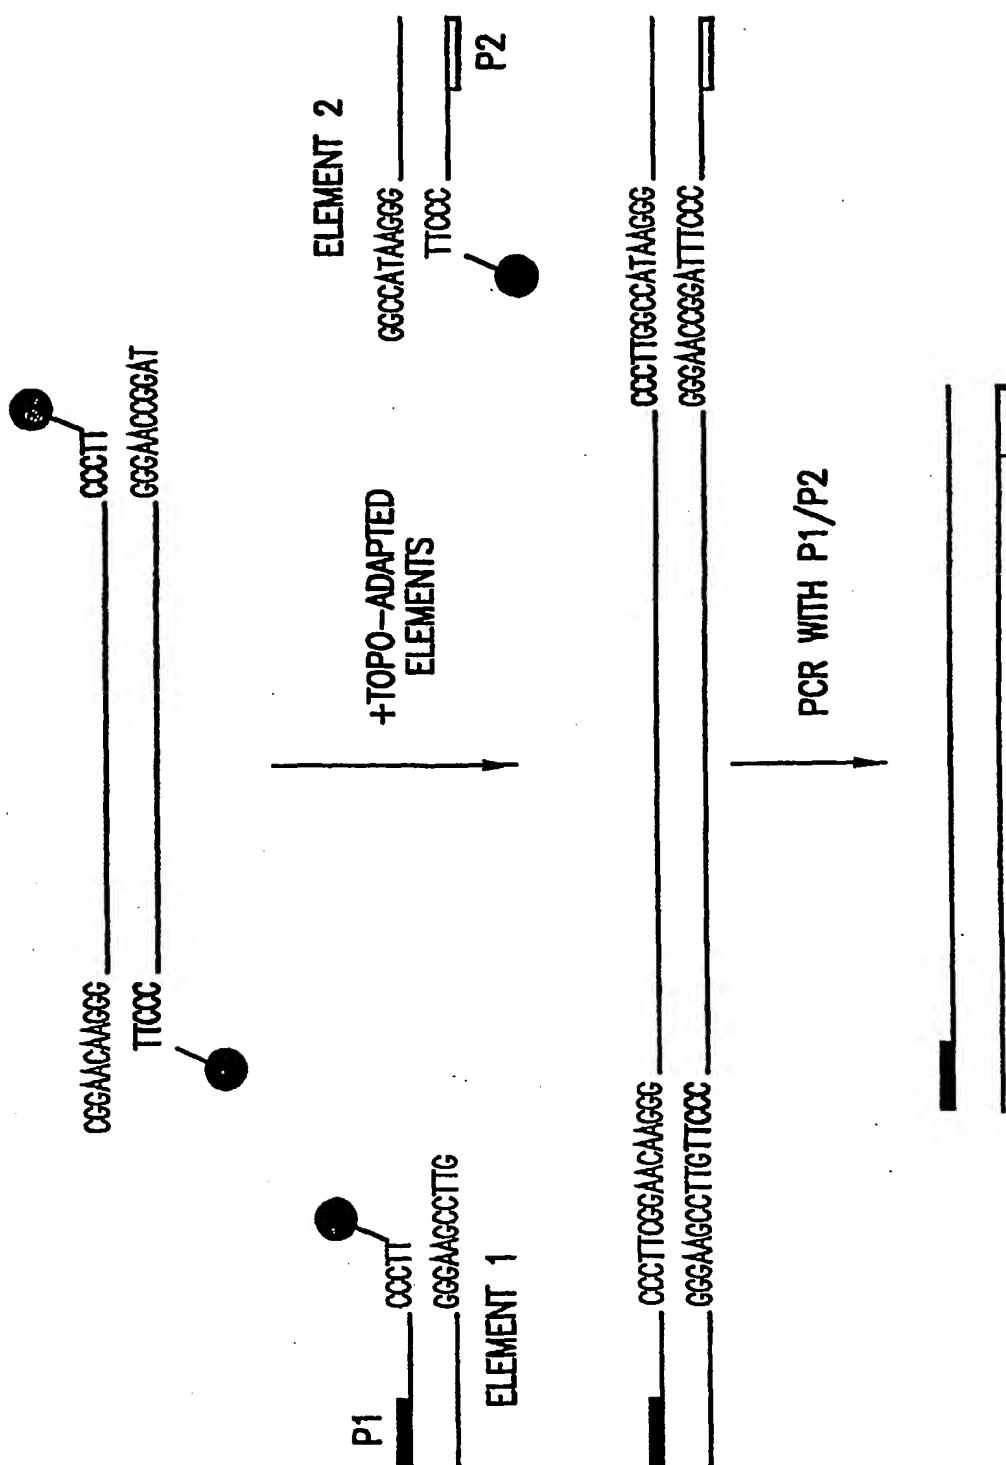 CGGAACAAGGG
CCCTT
TTCCC
GGGAACCGGAT
P1
CCCTT
GGGAAGCCTTG
ELEMENT 1
+TOPO-ADAPTED
ELEMENTS
ELEMENT 2
GGCCATAAGGG
TTCCC
P2
CCCTTCGGAACAAGGG
CCCTTGGCCATAAGGG
GGGAAGCCTTGTTCCC
GGGAACCGGATTTCCC
PCR WITH P1/P2